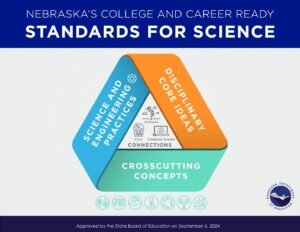 NEBRASKA'S COLLEGE AND CAREER READY
STANDARDS FOR SCIENCE
SCIENCE AND
ENGINEERING
PRACTICES
DISCIPLINARY
CORE IDEAS
CONNECTIONS
CROSSCUTTING
CONCEPTS
Approved by the State Board of Education on September 6, 2024